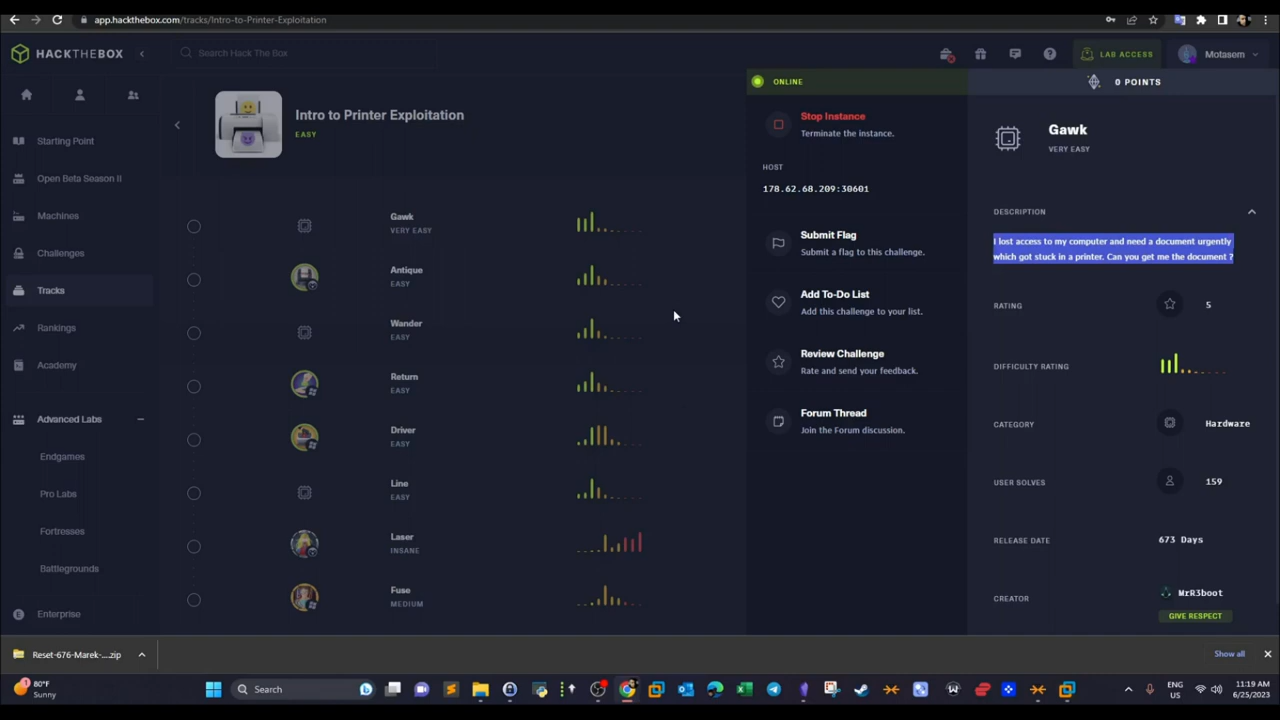 app.hackthebox.com/tracks/Intro-to-Printer-Exploitation
HACKTHEBOX
Search Hack The Box
LAB ACCESS
Motasem
Starting Point
Open Beta Season II
Machines
Challenges
Tracks
Rankings
Academy
Advanced Labs
Endgames
Pro Labs
Fortresses
Battlegrounds
Enterprise
Intro to Printer Exploitation
EASY
Gawk
VERY EASY
Antique
EASY
Wander
EASY
Return
EASY
Driver
EASY
Line
EASY
Laser
INSANE
Fuse
MEDIUM
ONLINE
Stop Instance
Terminate the instance.
HOST
178.62.68.209:30601
Submit Flag
Submit a flag to this challenge.
Add To-Do List
Add this challenge to your list.
Review Challenge
Rate and send your feedback.
Forum Thread
Join the Forum discussion.
0 POINTS
Gawk
VERY EASY
DESCRIPTION
I lost access to my computer and need a document urgently
which got stuck in a printer. Can you get me the document ?
RATING
5
DIFFICULTY RATING
CATEGORY
Hardware
USER SOLVES
159
RELEASE DATE
673 Days
CREATOR
MrR3boot
GIVE RESPECT
Reset-676-Marek-....zip
Show all
80°F
Sunny
Search
ENG
US
11:19 AM
6/25/2023